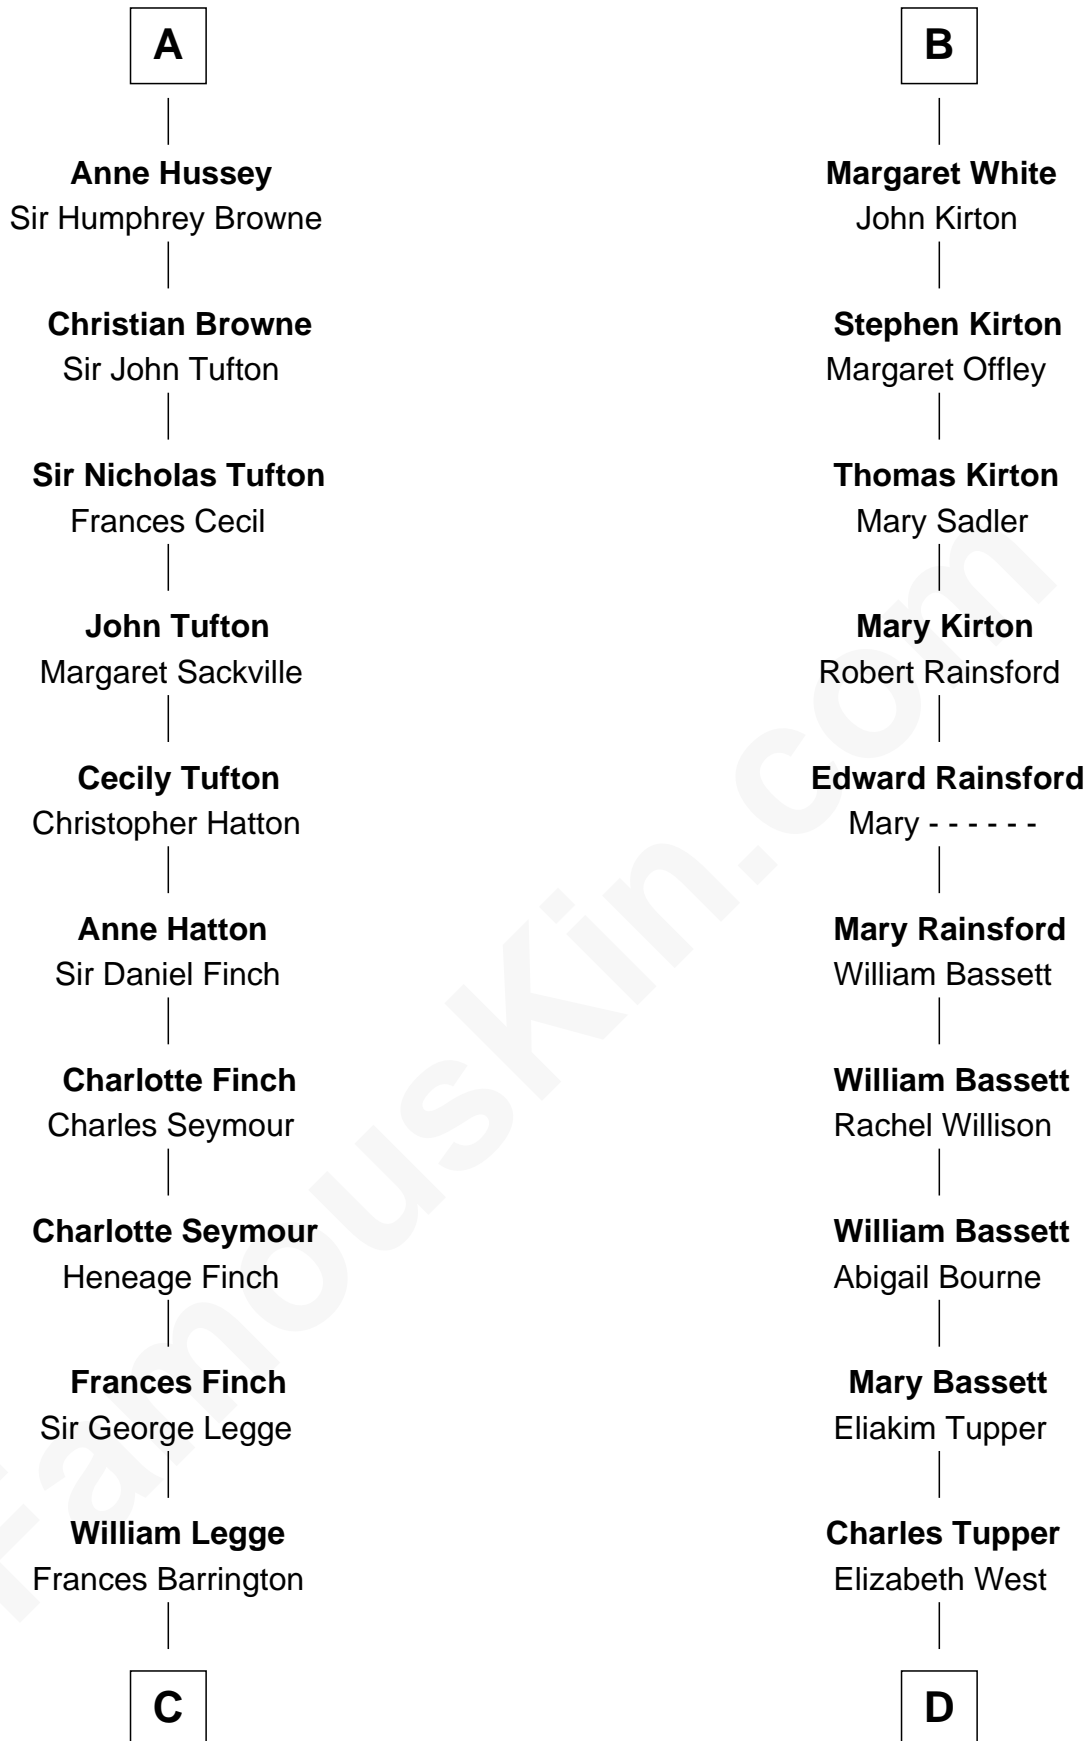 A
Anne Hussey
Sir Humphrey Browne
Christian Browne
Sir John Tufton
Sir Nicholas Tufton
Frances Cecil
John Tufton
Margaret Sackville
Cecily Tufton
Christopher Hatton
Anne Hatton
Sir Daniel Finch
Charlotte Finch
Charles Seymour
Charlotte Seymour
Heneage Finch
Frances Finch
Sir George Legge
William Legge
Frances Barrington
C
B
Margaret White
John Kirton
Stephen Kirton
Margaret Offley
Thomas Kirton
Mary Sadler
Mary Kirton
Robert Rainsford
Edward Rainsford
Mary - - - - - -
Mary Rainsford
William Bassett
William Bassett
Rachel Willison
William Bassett
Abigail Bourne
Mary Bassett
Eliakim Tupper
Charles Tupper
Elizabeth West
D
FamousKin.com